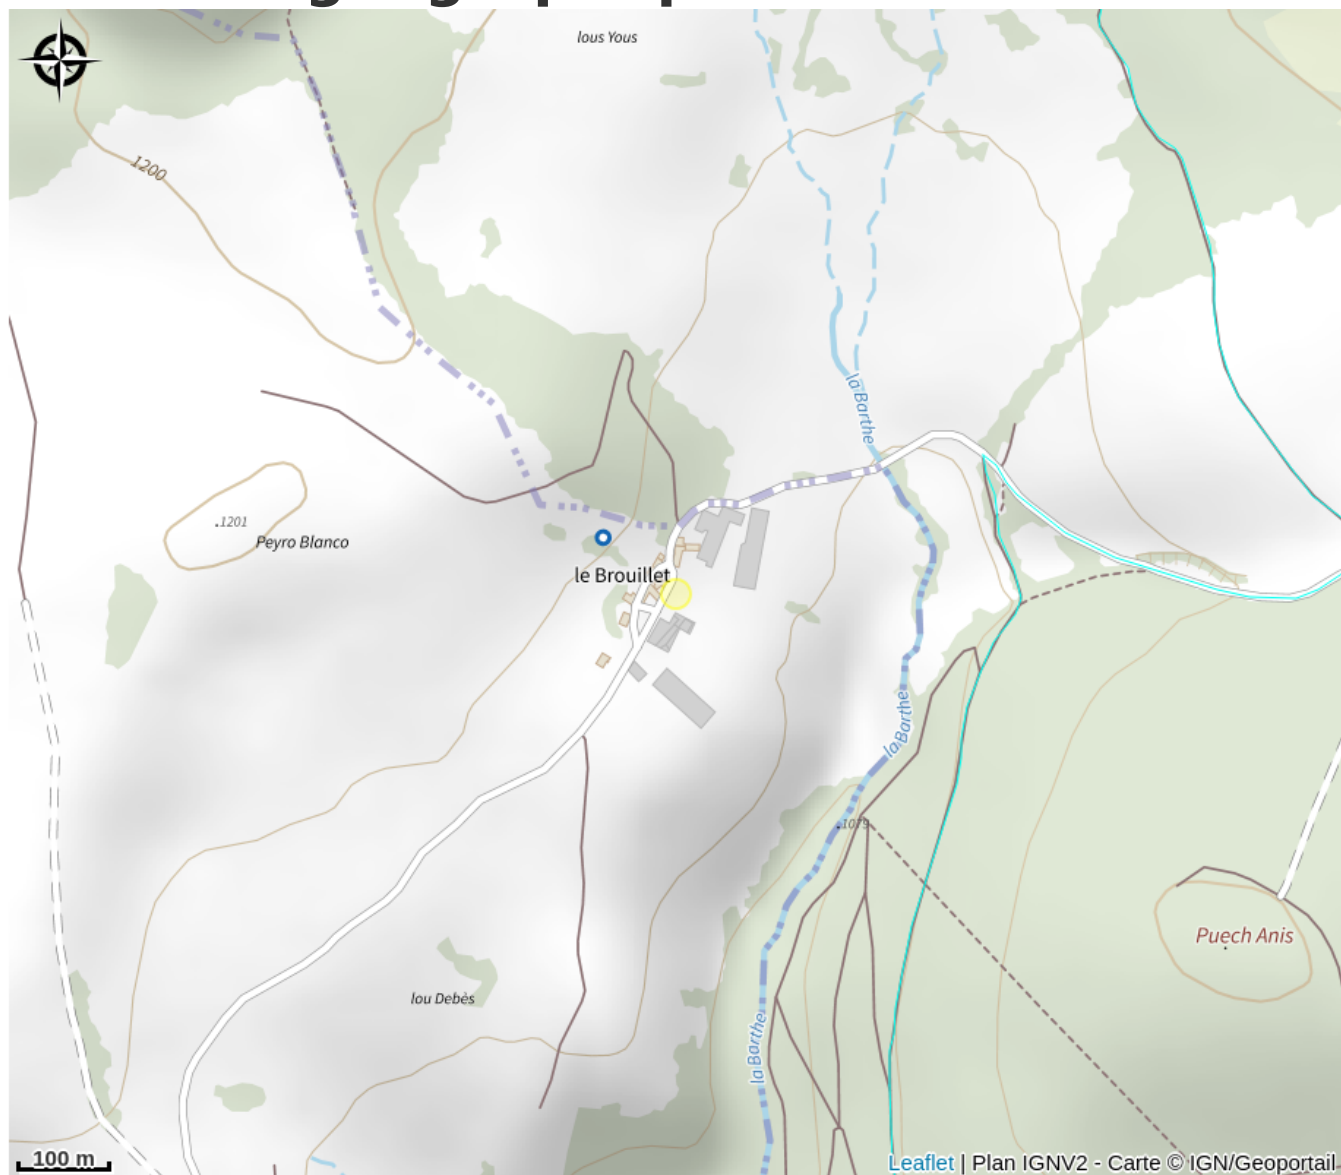 lous Yous
1200
la Barthe
.1201
Peyro Blanco
le Brouillet
la Barthe
.1079
Puech Anis
lou Debès
la Barthe
100 m
Leaflet | Plan IGNV2 - Carte © IGN/Geoportail